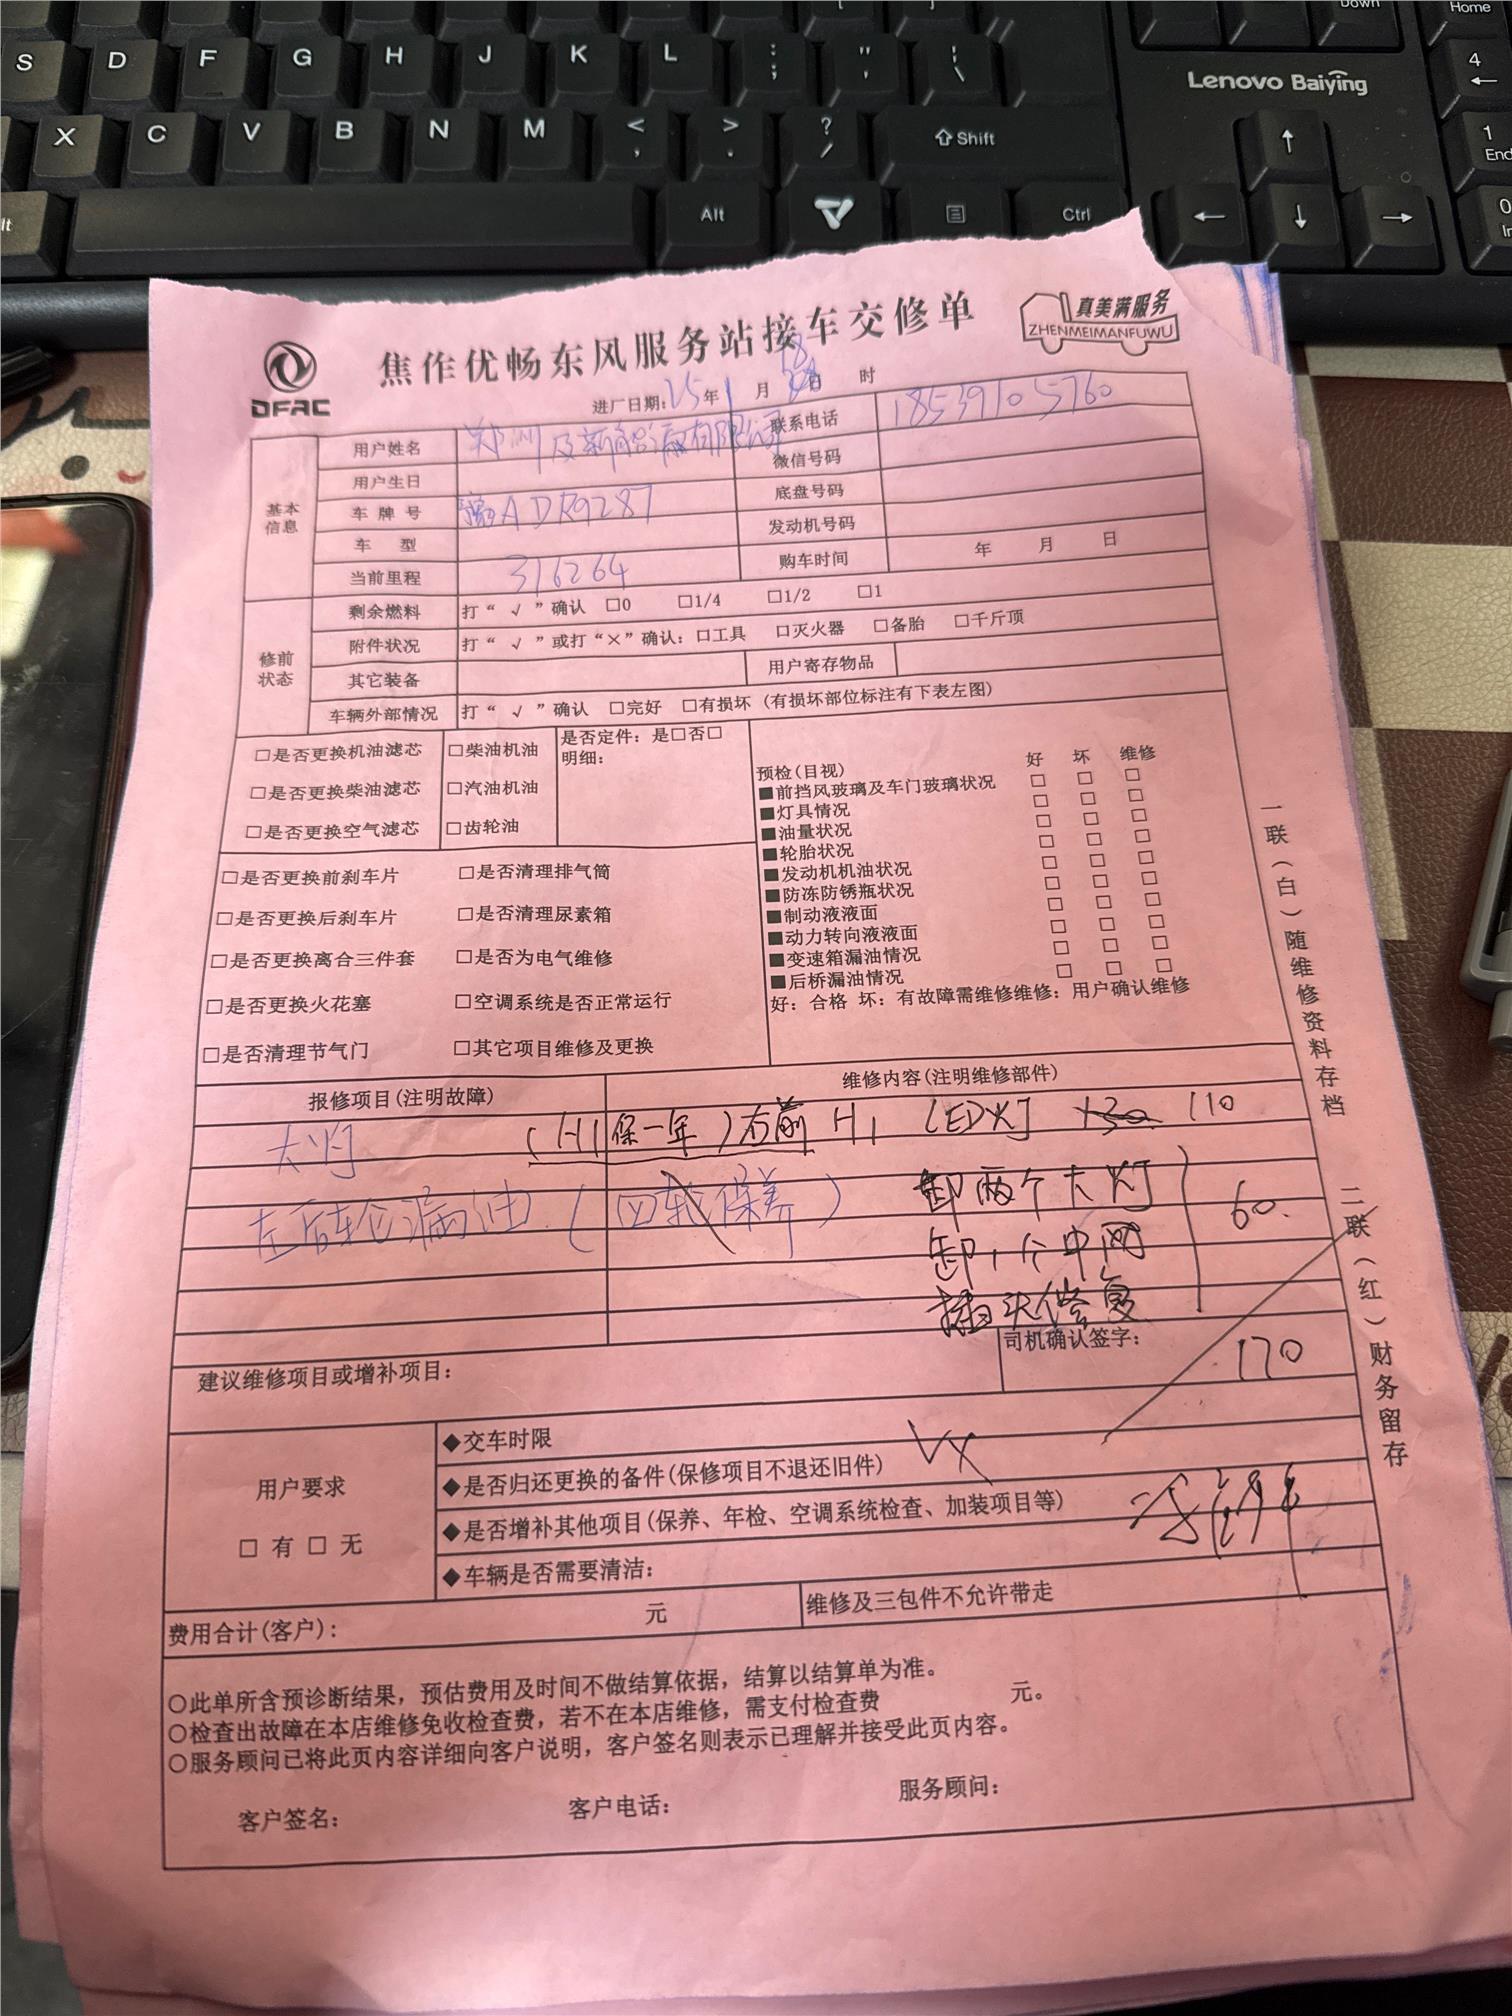 Down
Home
S D F G H J K L : ; " ' | \
Lenovo Baiying
4
X C V B N M < , > . ? / Shift
1
End
Alt Ctrl
0
真美满服务
ZHENMEIMANFUWU
DFAC
焦作优畅东风服务站接车交修单
进厂日期:25年1月 日 时
基本信息
用户姓名 郑州 有限公司
联系电话 18539105760
用户生日
微信号码
车牌号 豫ADR9287
底盘号码
车 型
发动机号码
当前里程 316264
购车时间 年 月 日
修前状态
剩余燃料 打“√”确认 □0 □1/4 □1/2 □1
附件状况 打“√”或打“×”确认:□工具 □灭火器 □备胎 □千斤顶
其它装备
用户寄存物品
车辆外部情况 打“√”确认 □完好 □有损坏 (有损坏部位标注有下表左图)
□是否更换机油滤芯 □柴油机油
□是否更换柴油滤芯 □汽油机油
□是否更换空气滤芯 □齿轮油
是否定件: 是□否□
明细:
□是否更换前刹车片 □是否清理排气筒
□是否更换后刹车片 □是否清理尿素箱
□是否更换离合三件套 □是否为电气维修
□是否更换火花塞 □空调系统是否正常运行
□是否清理节气门 □其它项目维修及更换
预检(目视) 好 坏 维修
■前挡风玻璃及车门玻璃状况 □ □ □
■灯具情况 □ □ □
■油量状况 □ □ □
■轮胎状况 □ □ □
■发动机机油状况 □ □ □
■防冻防锈瓶状况 □ □ □
■制动液液面 □ □ □
■动力转向液液面 □ □ □
■变速箱漏油情况 □ □ □
■后桥漏油情况 □ □ □
好: 合格 坏: 有故障需维修维修: 用户确认维修
报修项目(注明故障) 维修内容(注明维修部件)
大灯 (H1保一年)右前 H1 LED灯 130 110
左后轮漏油.(四轮保养) 卸两个大灯
卸1个中网 60.
插头修复
司机确认签字: 170
建议维修项目或增补项目:
用户要求
□ 有 □ 无
◆交车时限
◆是否归还更换的备件(保修项目不退还旧件) VX
◆是否增补其他项目(保养、年检、空调系统检查、加装项目等)
◆车辆是否需要清洁:
费用合计(客户): 元
维修及三包件不允许带走
○此单所含预诊断结果, 预估费用及时间不做结算依据, 结算以结算单为准。
○检查出故障在本店维修免收检查费, 若不在本店维修, 需支付检查费 元。
○服务顾问已将此页内容详细向客户说明, 客户签名则表示已理解并接受此页内容。
客户签名: 客户电话: 服务顾问:
一联(白)随维修资料存档
二联(红)财务留存